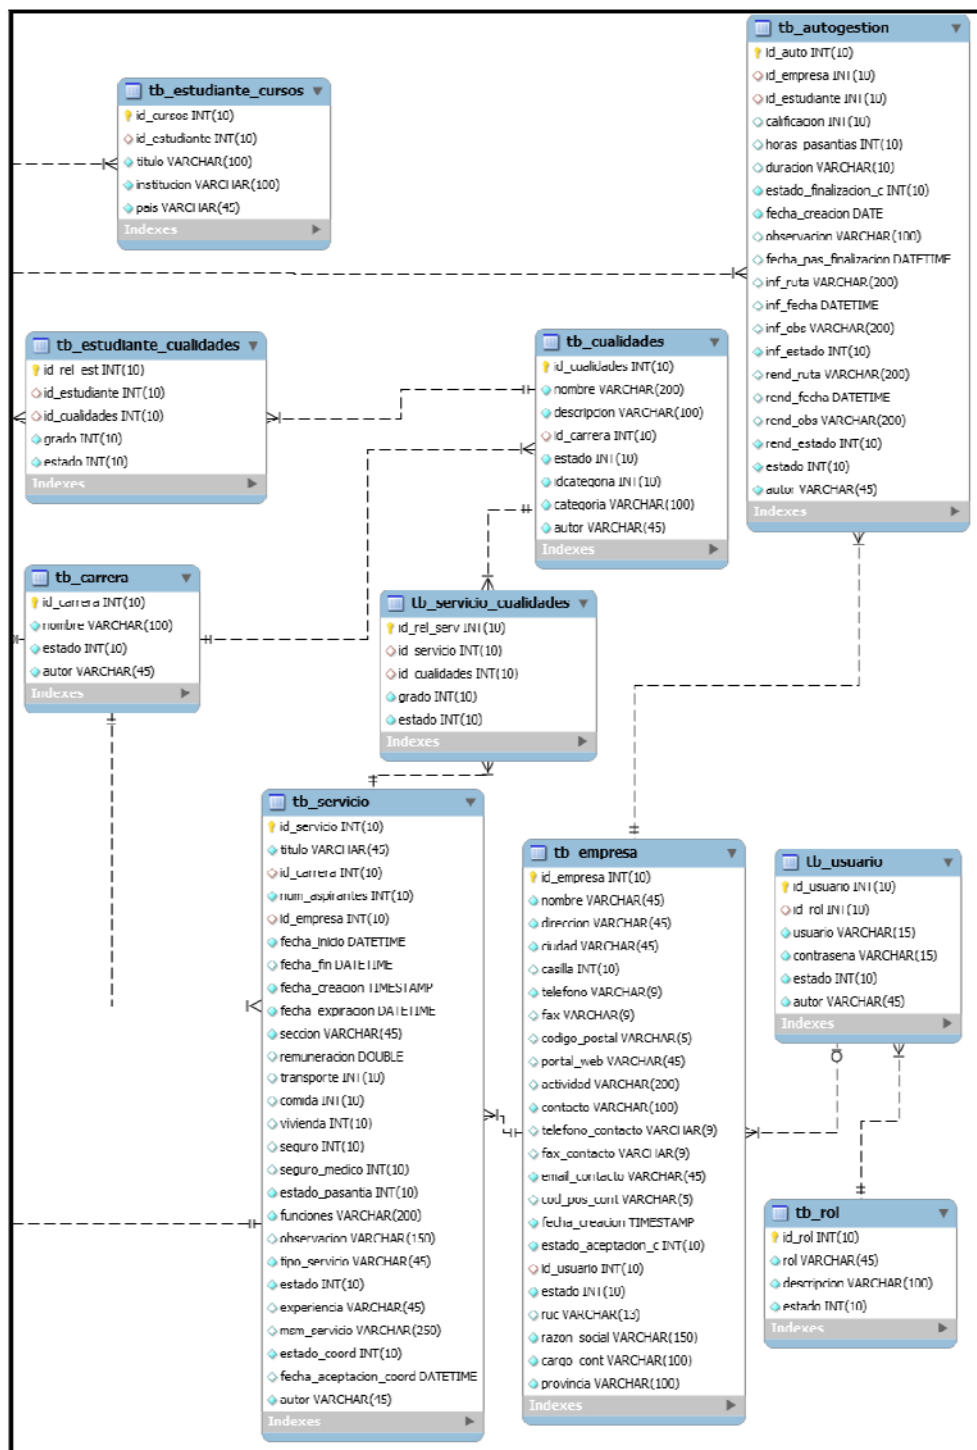 tb_autogestion
id_auto INT(10)
id_empresa INT(10)
id_estudiante INT(10)
calificacion INT(10)
horas_pasantias INT(10)
duracion VARCHAR(10)
estado_finalizacion_c INT(10)
fecha_creacion DATE
observacion VARCHAR(100)
fecha_pas_finalizacion DATETIME
inf_ruta VARCHAR(200)
inf_fecha DATETIME
inf_obs VARCHAR(200)
inf_estado INT(10)
rend_ruta VARCHAR(200)
rend_fecha DATETIME
rend_obs VARCHAR(200)
rend_estado INT(10)
estado INT(10)
autor VARCHAR(45)
Indexes
tb_estudiante_cursos
id_cursos INT(10)
id_estudiante INT(10)
titulo VARCHAR(100)
institucion VARCHAR(100)
pais VARCHAR(45)
Indexes
tb_estudiante_cualidades
id_rel_est INT(10)
id_estudiante INT(10)
id_cualidades INT(10)
grado INT(10)
estado INT(10)
Indexes
tb_cualidades
id_cualidades INT(10)
nombre VARCHAR(200)
descripcion VARCHAR(100)
id_carrera INT(10)
estado INT(10)
idcategoria INT(10)
categoria VARCHAR(100)
autor VARCHAR(45)
Indexes
tb_carrera
id_carrera INT(10)
nombre VARCHAR(100)
estado INT(10)
autor VARCHAR(45)
Indexes
tb_servicio_cualidades
id_rel_serv INT(10)
id_servicio INT(10)
id_cualidades INT(10)
grado INT(10)
estado INT(10)
Indexes
tb_servicio
id_servicio INT(10)
titulo VARCHAR(45)
id_carrera INT(10)
num_aspirantes INT(10)
id_empresa INT(10)
fecha_inicio DATETIME
fecha_fin DATETIME
fecha_creacion TIMESTAMP
fecha_expiracion DATETIME
seccion VARCHAR(45)
remuneracion DOUBLE
transporte INT(10)
comida INT(10)
vivienda INT(10)
seguro INT(10)
seguro_medico INT(10)
estado_pasantia INT(10)
funciones VARCHAR(200)
observacion VARCHAR(150)
tipo_servicio VARCHAR(45)
estado INT(10)
experiencia VARCHAR(45)
msm_servicio VARCHAR(250)
estado_coord INT(10)
fecha_aceptacion_coord DATETIME
autor VARCHAR(45)
Indexes
tb_empresa
id_empresa INT(10)
nombre VARCHAR(45)
direccion VARCHAR(45)
ciudad VARCHAR(45)
casilla INT(10)
telefono VARCHAR(9)
fax VARCHAR(9)
codigo_postal VARCHAR(5)
portal_web VARCHAR(45)
actividad VARCHAR(200)
contacto VARCHAR(100)
telefono_contacto VARCHAR(9)
fax_contacto VARCHAR(9)
email_contacto VARCHAR(45)
cod_pos_cont VARCHAR(5)
fecha_creacion TIMESTAMP
estado_aceptacion_c INT(10)
id_usuario INT(10)
estado INT(10)
ruc VARCHAR(13)
razon_social VARCHAR(150)
cargo_cont VARCHAR(100)
provincia VARCHAR(100)
Indexes
tb_usuario
id_usuario INT(10)
id_rol INT(10)
usuario VARCHAR(15)
contrasena VARCHAR(15)
estado INT(10)
autor VARCHAR(45)
Indexes
tb_rol
id_rol INT(10)
rol VARCHAR(45)
descripcion VARCHAR(100)
estado INT(10)
Indexes